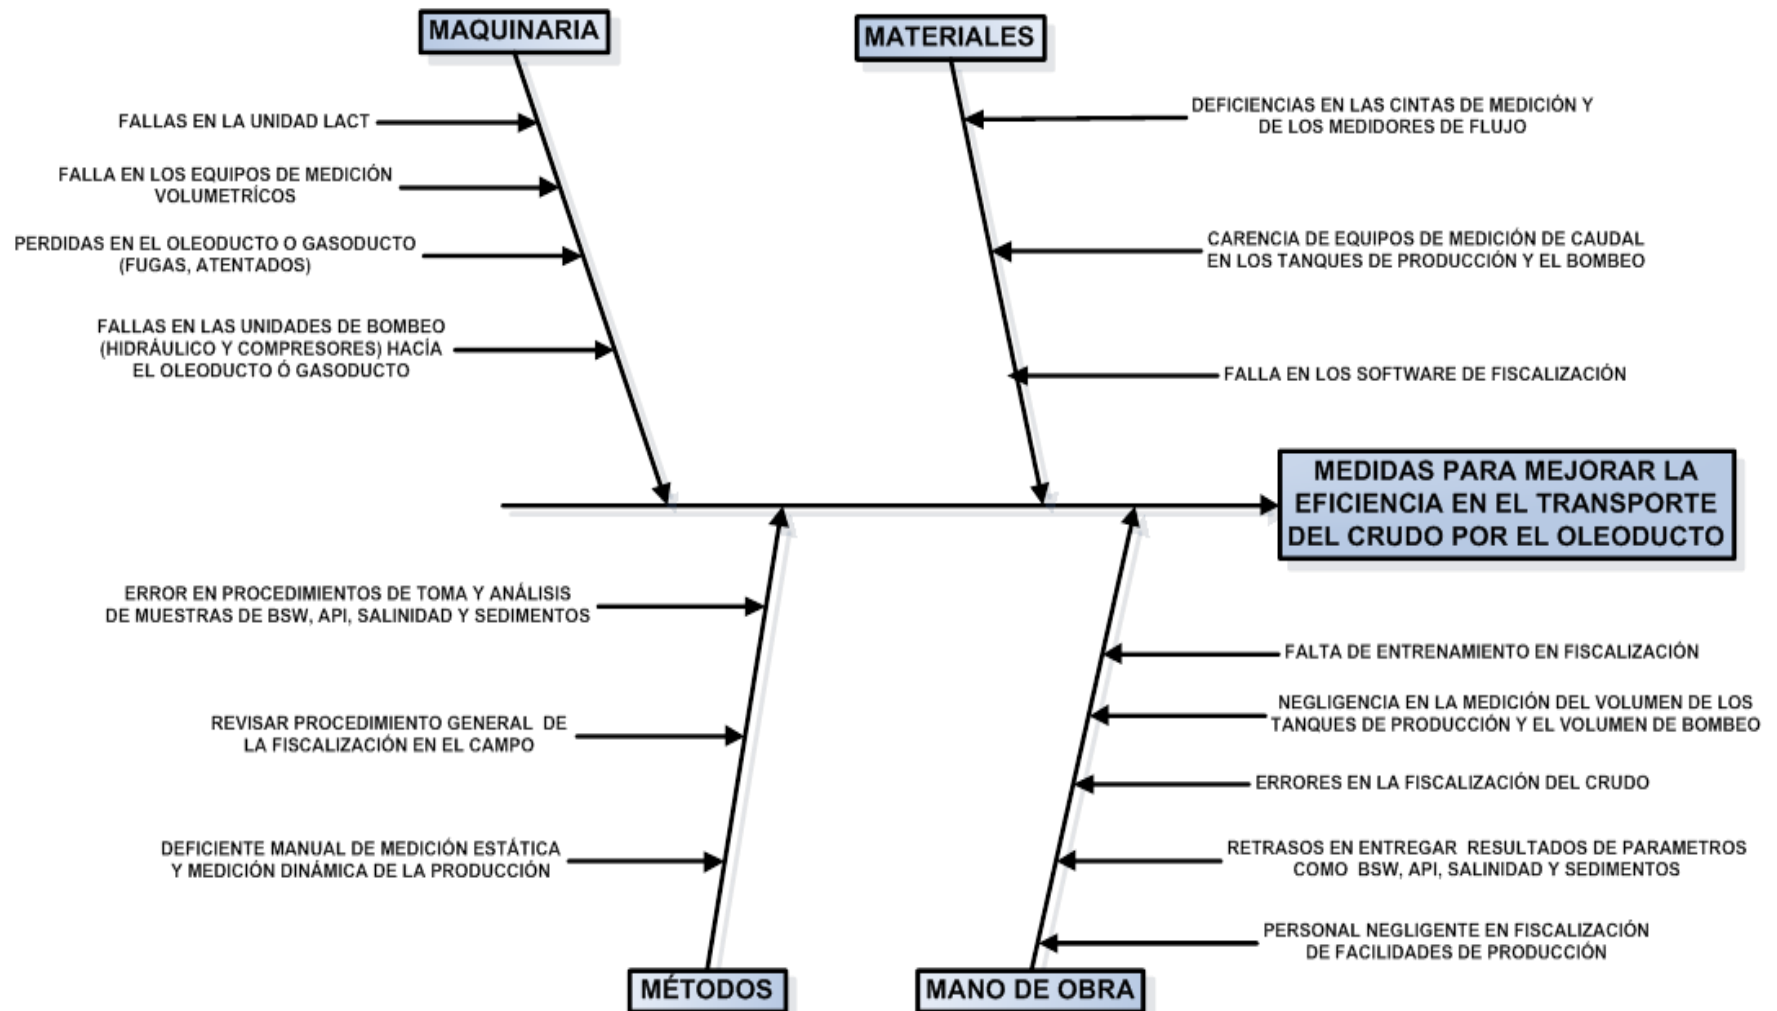 MAQUINARIA
MATERIALES
FALLAS EN LA UNIDAD LACT
FALLA EN LOS EQUIPOS DE MEDICIÓN
VOLUMETRÍCOS
PERDIDAS EN EL OLEODUCTO O GASODUCTO
(FUGAS, ATENTADOS)
FALLAS EN LAS UNIDADES DE BOMBEO
(HIDRÁULICO Y COMPRESORES) HACÍA
EL OLEODUCTO Ó GASODUCTO
DEFICIENCIAS EN LAS CINTAS DE MEDICIÓN Y
DE LOS MEDIDORES DE FLUJO
CARENCIA DE EQUIPOS DE MEDICIÓN DE CAUDAL
EN LOS TANQUES DE PRODUCCIÓN Y EL BOMBEO
FALLA EN LOS SOFTWARE DE FISCALIZACIÓN
MEDIDAS PARA MEJORAR LA
EFICIENCIA EN EL TRANSPORTE
DEL CRUDO POR EL OLEODUCTO
ERROR EN PROCEDIMIENTOS DE TOMA Y ANÁLISIS
DE MUESTRAS DE BSW, API, SALINIDAD Y SEDIMENTOS
REVISAR PROCEDIMIENTO GENERAL DE
LA FISCALIZACIÓN EN EL CAMPO
DEFICIENTE MANUAL DE MEDICIÓN ESTÁTICA
Y MEDICIÓN DINÁMICA DE LA PRODUCCIÓN
FALTA DE ENTRENAMIENTO EN FISCALIZACIÓN
NEGLIGENCIA EN LA MEDICIÓN DEL VOLUMEN DE LOS
TANQUES DE PRODUCCIÓN Y EL VOLUMEN DE BOMBEO
ERRORES EN LA FISCALIZACIÓN DEL CRUDO
RETRASOS EN ENTREGAR RESULTADOS DE PARAMETROS
COMO BSW, API, SALINIDAD Y SEDIMENTOS
PERSONAL NEGLIGENTE EN FISCALIZACIÓN
DE FACILIDADES DE PRODUCCIÓN
MÉTODOS
MANO DE OBRA